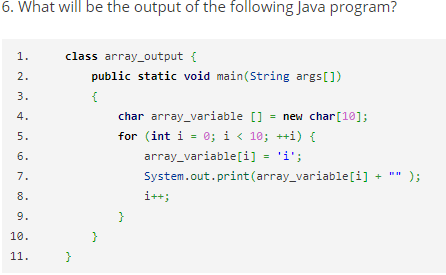 6. What will be the output of the following Java program?
1. class array_output {
2. public static void main(String args[])
3. {
4. char array_variable [] = new char[10];
5. for (int i = 0; i < 10; ++i) {
6. array_variable[i] = 'i';
7. System.out.print(array_variable[i] + "" );
8. i++;
9. }
10. }
11. }